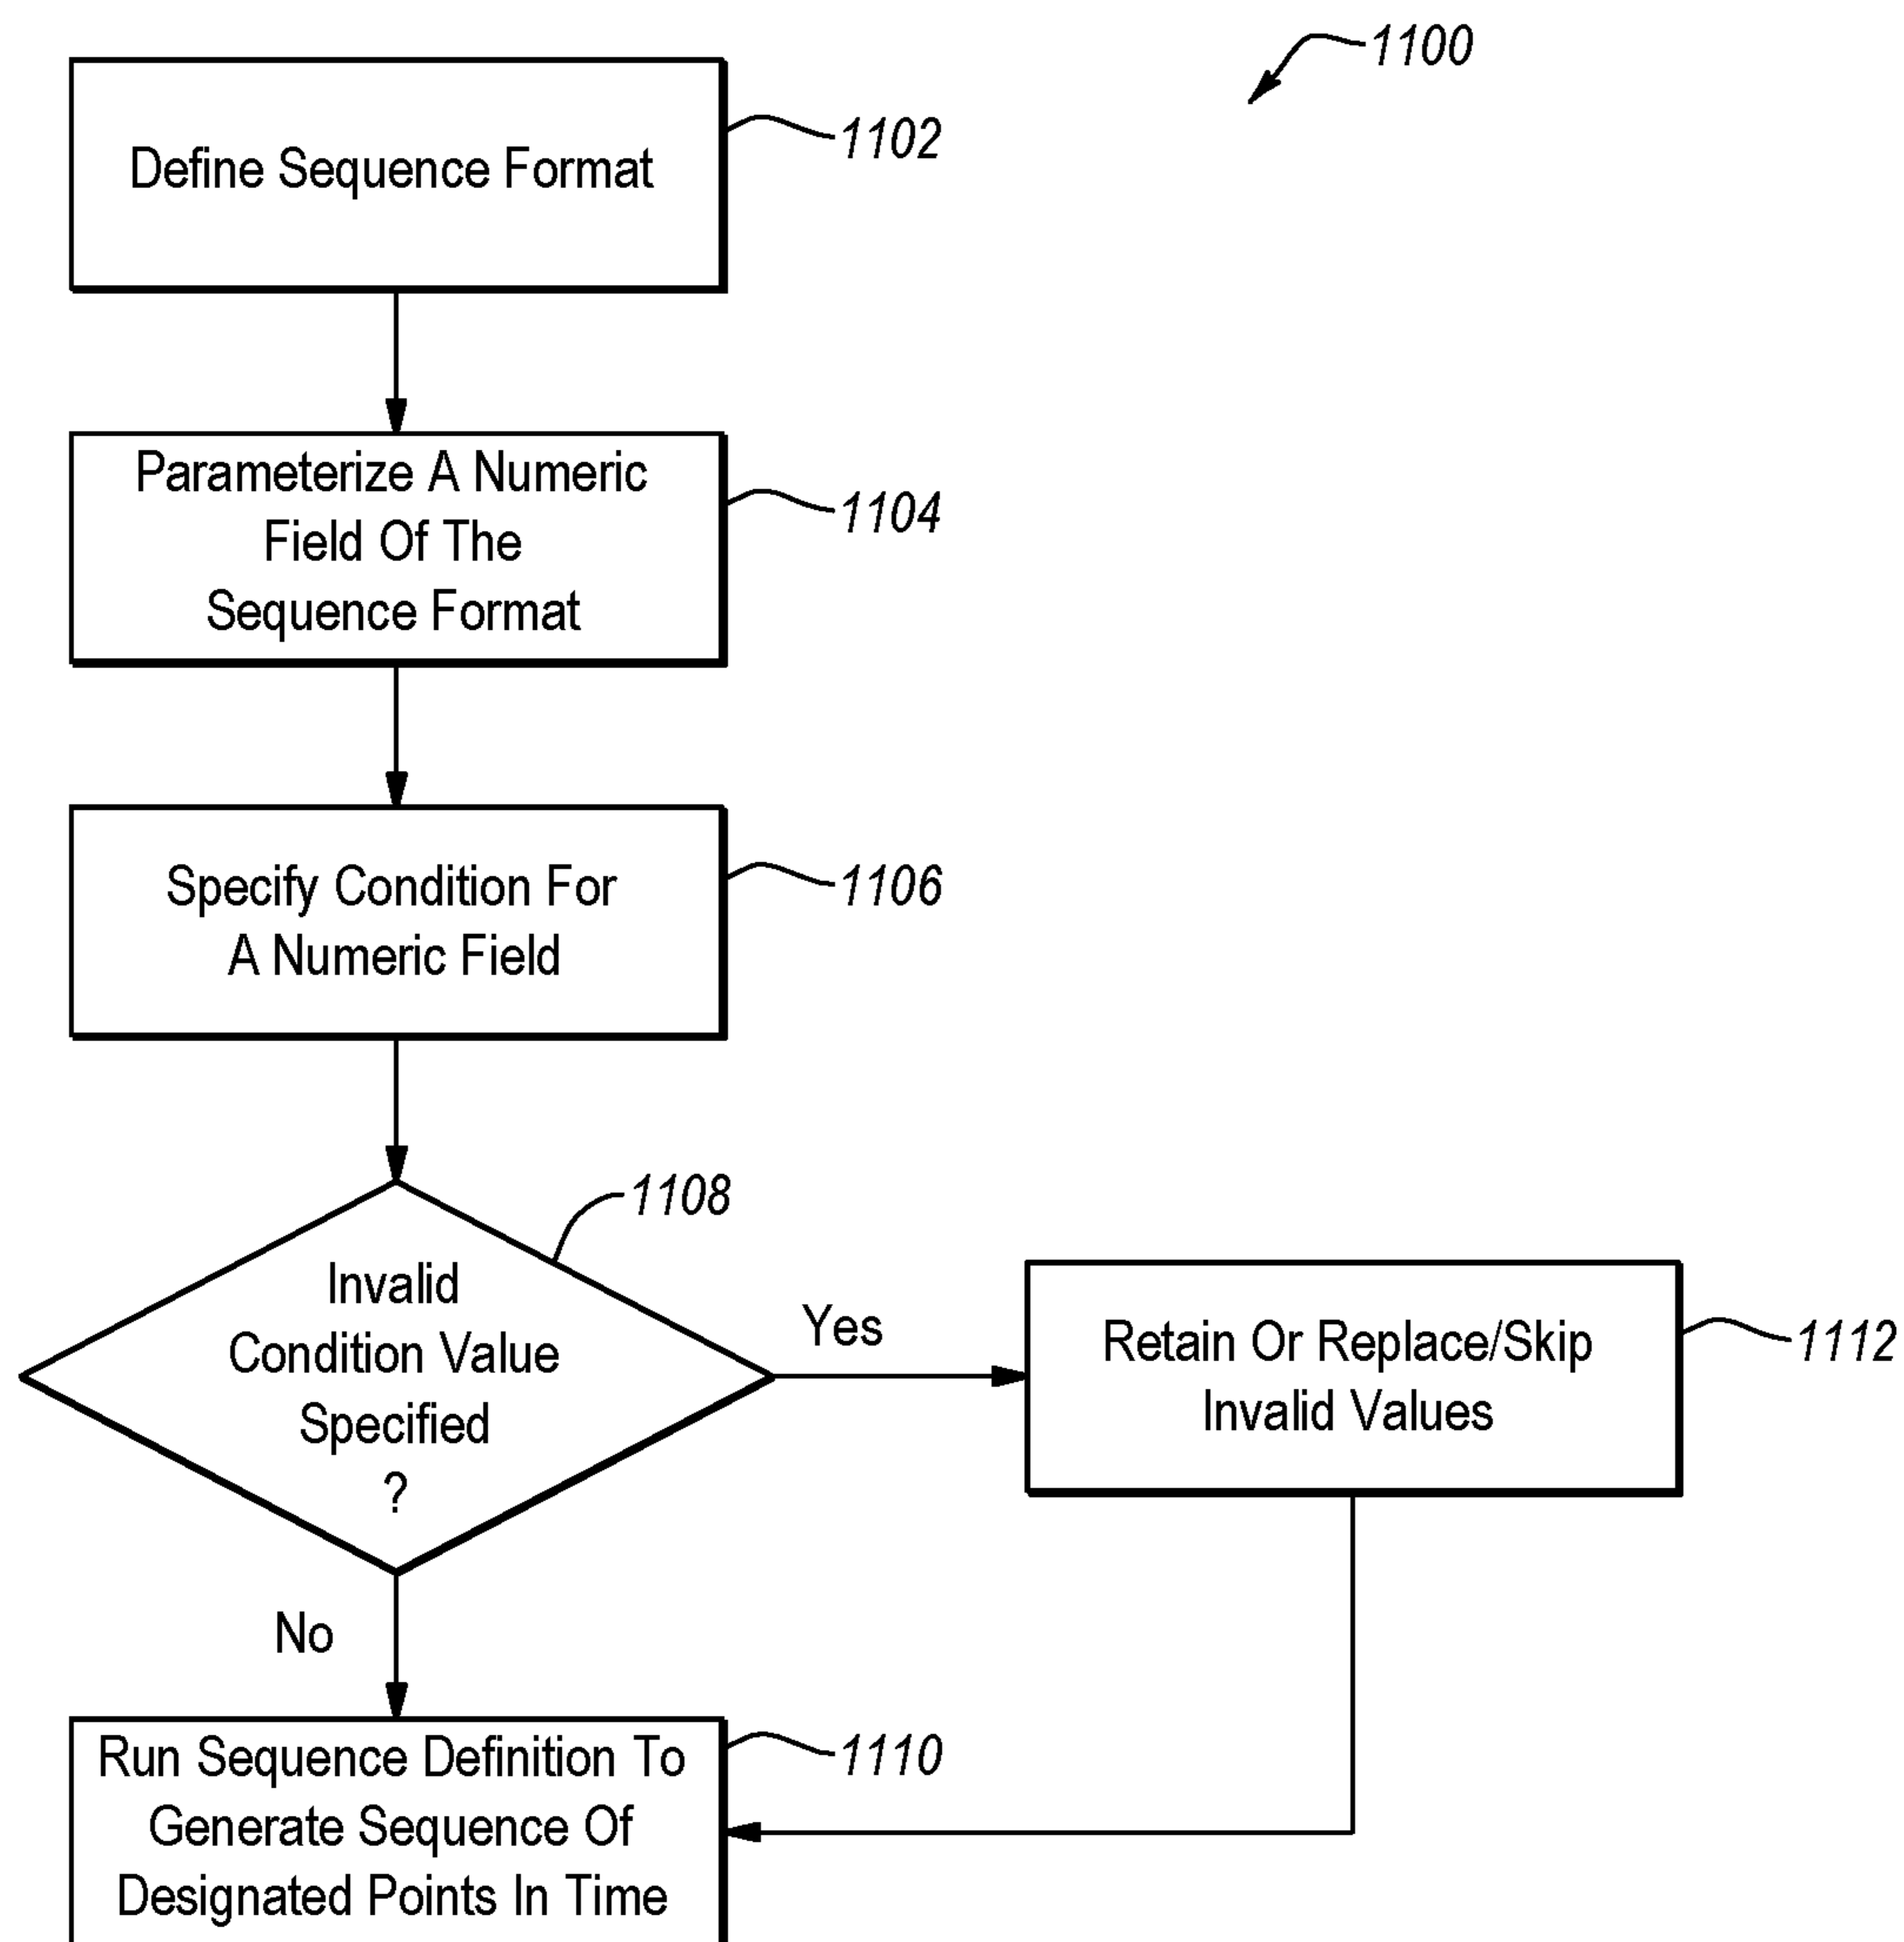 1100
Define Sequence Format
1102
Parameterize A Numeric
Field Of The
Sequence Format
1104
Specify Condition For
A Numeric Field
1106
1108
Invalid
Condition Value
Specified
?
Yes
Retain Or Replace/Skip
Invalid Values
1112
No
Run Sequence Definition To
Generate Sequence Of
Designated Points In Time
1110